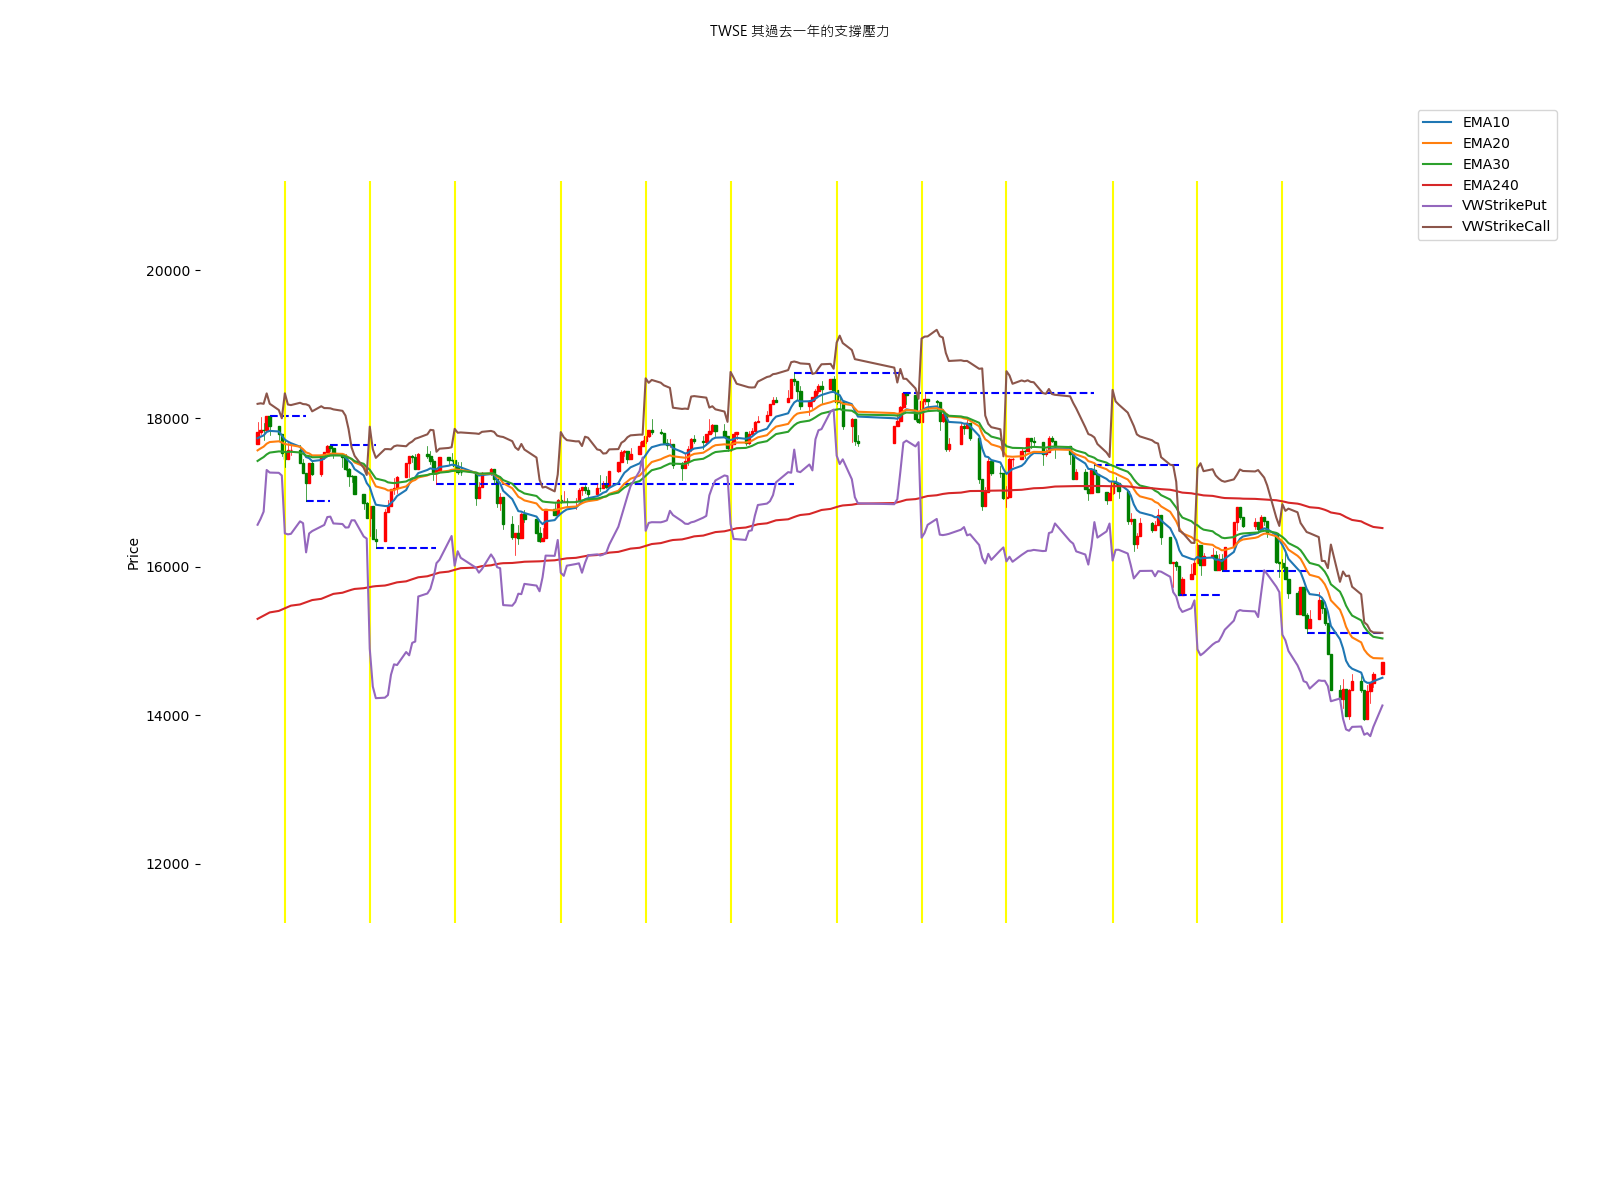 TWSE 其過去一年的支撐壓力
EMA10
EMA20
EMA30
EMA240
VWStrikePut
VWStrikeCall
Price
20000
18000
16000
14000
12000